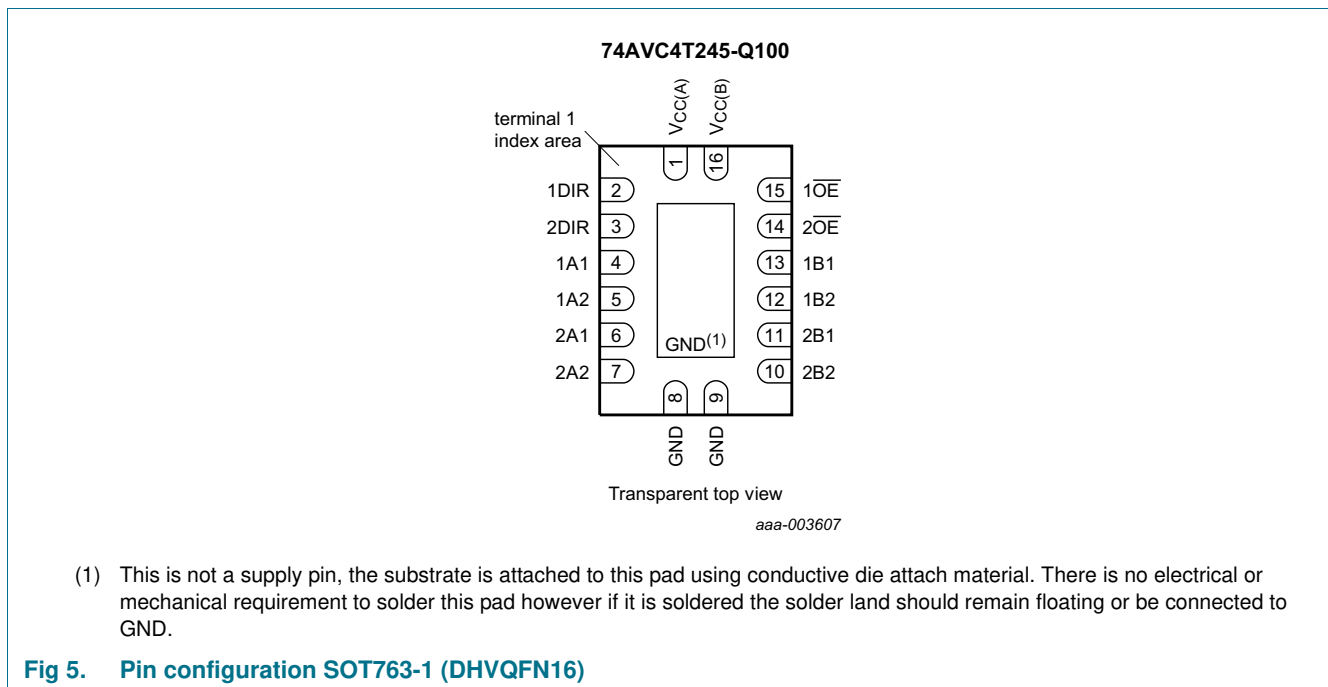 74AVC4T245-Q100
VCC(A)
VCC(B)
terminal 1
index area
1
16
1DIR 2 15 1OE
2DIR 3 14 2OE
1A1 4 13 1B1
1A2 5 12 1B2
2A1 6 11 2B1
GND(1)
2A2 7 10 2B2
8
9
GND
GND
Transparent top view
aaa-003607
(1) This is not a supply pin, the substrate is attached to this pad using conductive die attach material. There is no electrical or
mechanical requirement to solder this pad however if it is soldered the solder land should remain floating or be connected to
GND.
Fig 5. Pin configuration SOT763-1 (DHVQFN16)